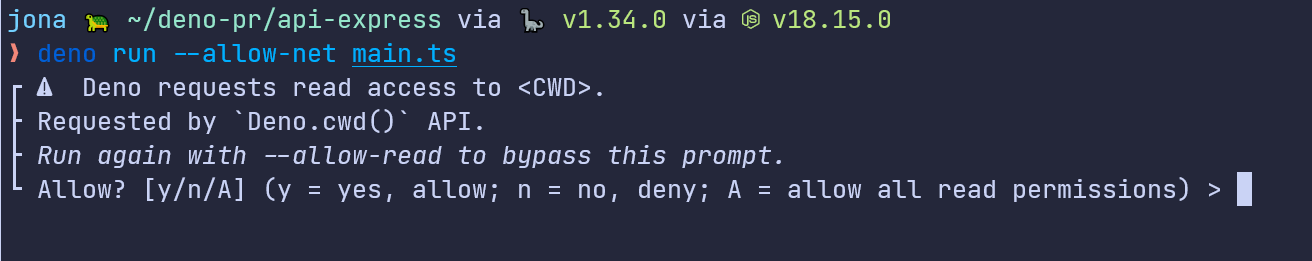 jona 🐢 ~/deno-pr/api-express via 🦕 v1.34.0 via v18.15.0
❯ deno run --allow-net main.ts
⚠ Deno requests read access to <CWD>.
Requested by `Deno.cwd()` API.
Run again with --allow-read to bypass this prompt.
Allow? [y/n/A] (y = yes, allow; n = no, deny; A = allow all read permissions) >